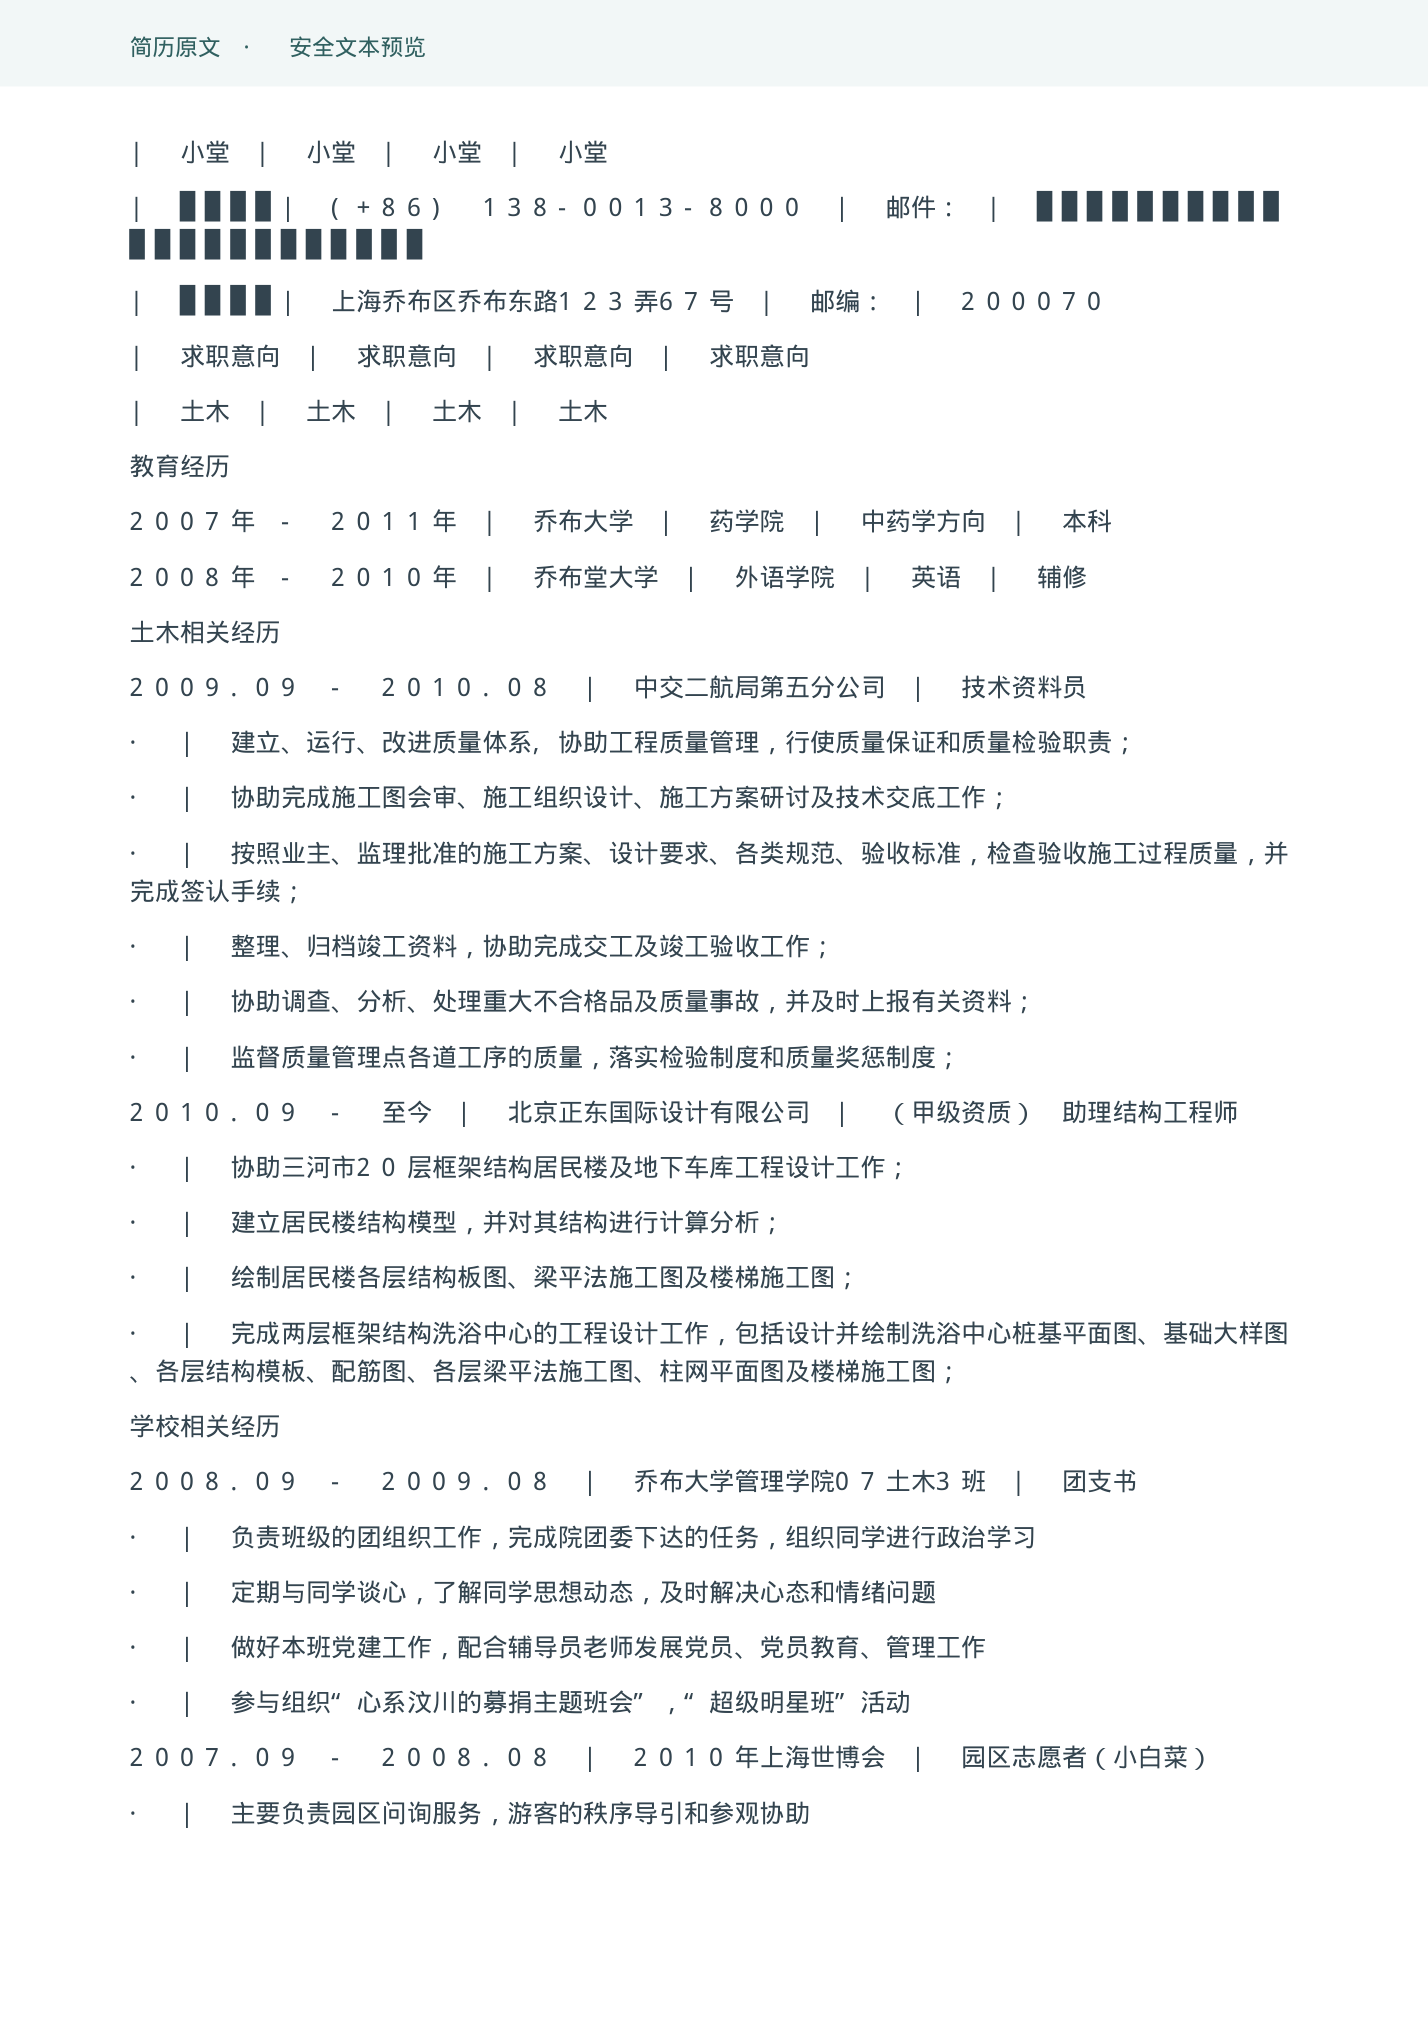 简历原文 · 安全文本预览
| 小堂 | 小堂 | 小堂 | 小堂
| ████ | (+86) 138-0013-8000 | 邮件: | ██████████
████████████
| ████ | 上海乔布区乔布东路123弄67号 | 邮编: | 200070
| 求职意向 | 求职意向 | 求职意向 | 求职意向
| 土木 | 土木 | 土木 | 土木
教育经历
2007年 - 2011年 | 乔布大学 | 药学院 | 中药学方向 | 本科
2008年 - 2010年 | 乔布堂大学 | 外语学院 | 英语 | 辅修
土木相关经历
2009.09 - 2010.08 | 中交二航局第五分公司 | 技术资料员
· | 建立、运行、改进质量体系, 协助工程质量管理,行使质量保证和质量检验职责;
· | 协助完成施工图会审、施工组织设计、施工方案研讨及技术交底工作;
· | 按照业主、监理批准的施工方案、设计要求、各类规范、验收标准,检查验收施工过程质量,并
完成签认手续;
· | 整理、归档竣工资料,协助完成交工及竣工验收工作;
· | 协助调查、分析、处理重大不合格品及质量事故,并及时上报有关资料;
· | 监督质量管理点各道工序的质量,落实检验制度和质量奖惩制度;
2010.09 - 至今 | 北京正东国际设计有限公司 | (甲级资质) 助理结构工程师
· | 协助三河市20层框架结构居民楼及地下车库工程设计工作;
· | 建立居民楼结构模型,并对其结构进行计算分析;
· | 绘制居民楼各层结构板图、梁平法施工图及楼梯施工图;
· | 完成两层框架结构洗浴中心的工程设计工作,包括设计并绘制洗浴中心桩基平面图、基础大样图
、各层结构模板、配筋图、各层梁平法施工图、柱网平面图及楼梯施工图;
学校相关经历
2008.09 - 2009.08 | 乔布大学管理学院07土木3班 | 团支书
· | 负责班级的团组织工作,完成院团委下达的任务,组织同学进行政治学习
· | 定期与同学谈心,了解同学思想动态,及时解决心态和情绪问题
· | 做好本班党建工作,配合辅导员老师发展党员、党员教育、管理工作
· | 参与组织“心系汶川的募捐主题班会” ,“超级明星班”活动
2007.09 - 2008.08 | 2010年上海世博会 | 园区志愿者(小白菜)
· | 主要负责园区问询服务,游客的秩序导引和参观协助